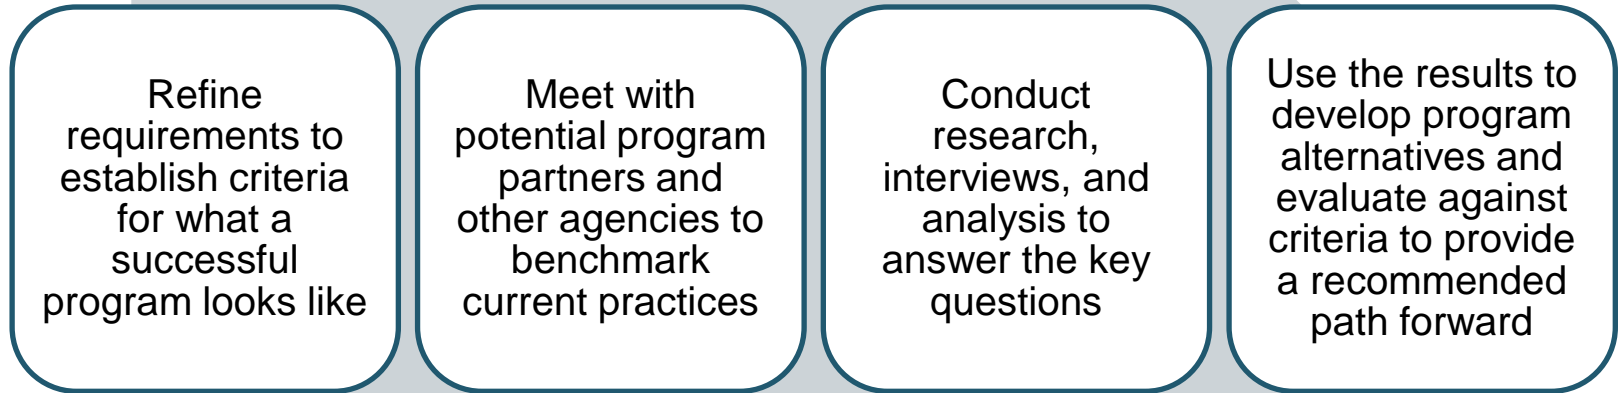 Refine
requirements to
establish criteria
for what a
successful
program looks like
Meet with
potential program
partners and
other agencies to
benchmark
current practices
Conduct
research,
interviews, and
analysis to
answer the key
questions
Use the results to
develop program
alternatives and
evaluate against
criteria to provide
a recommended
path forward